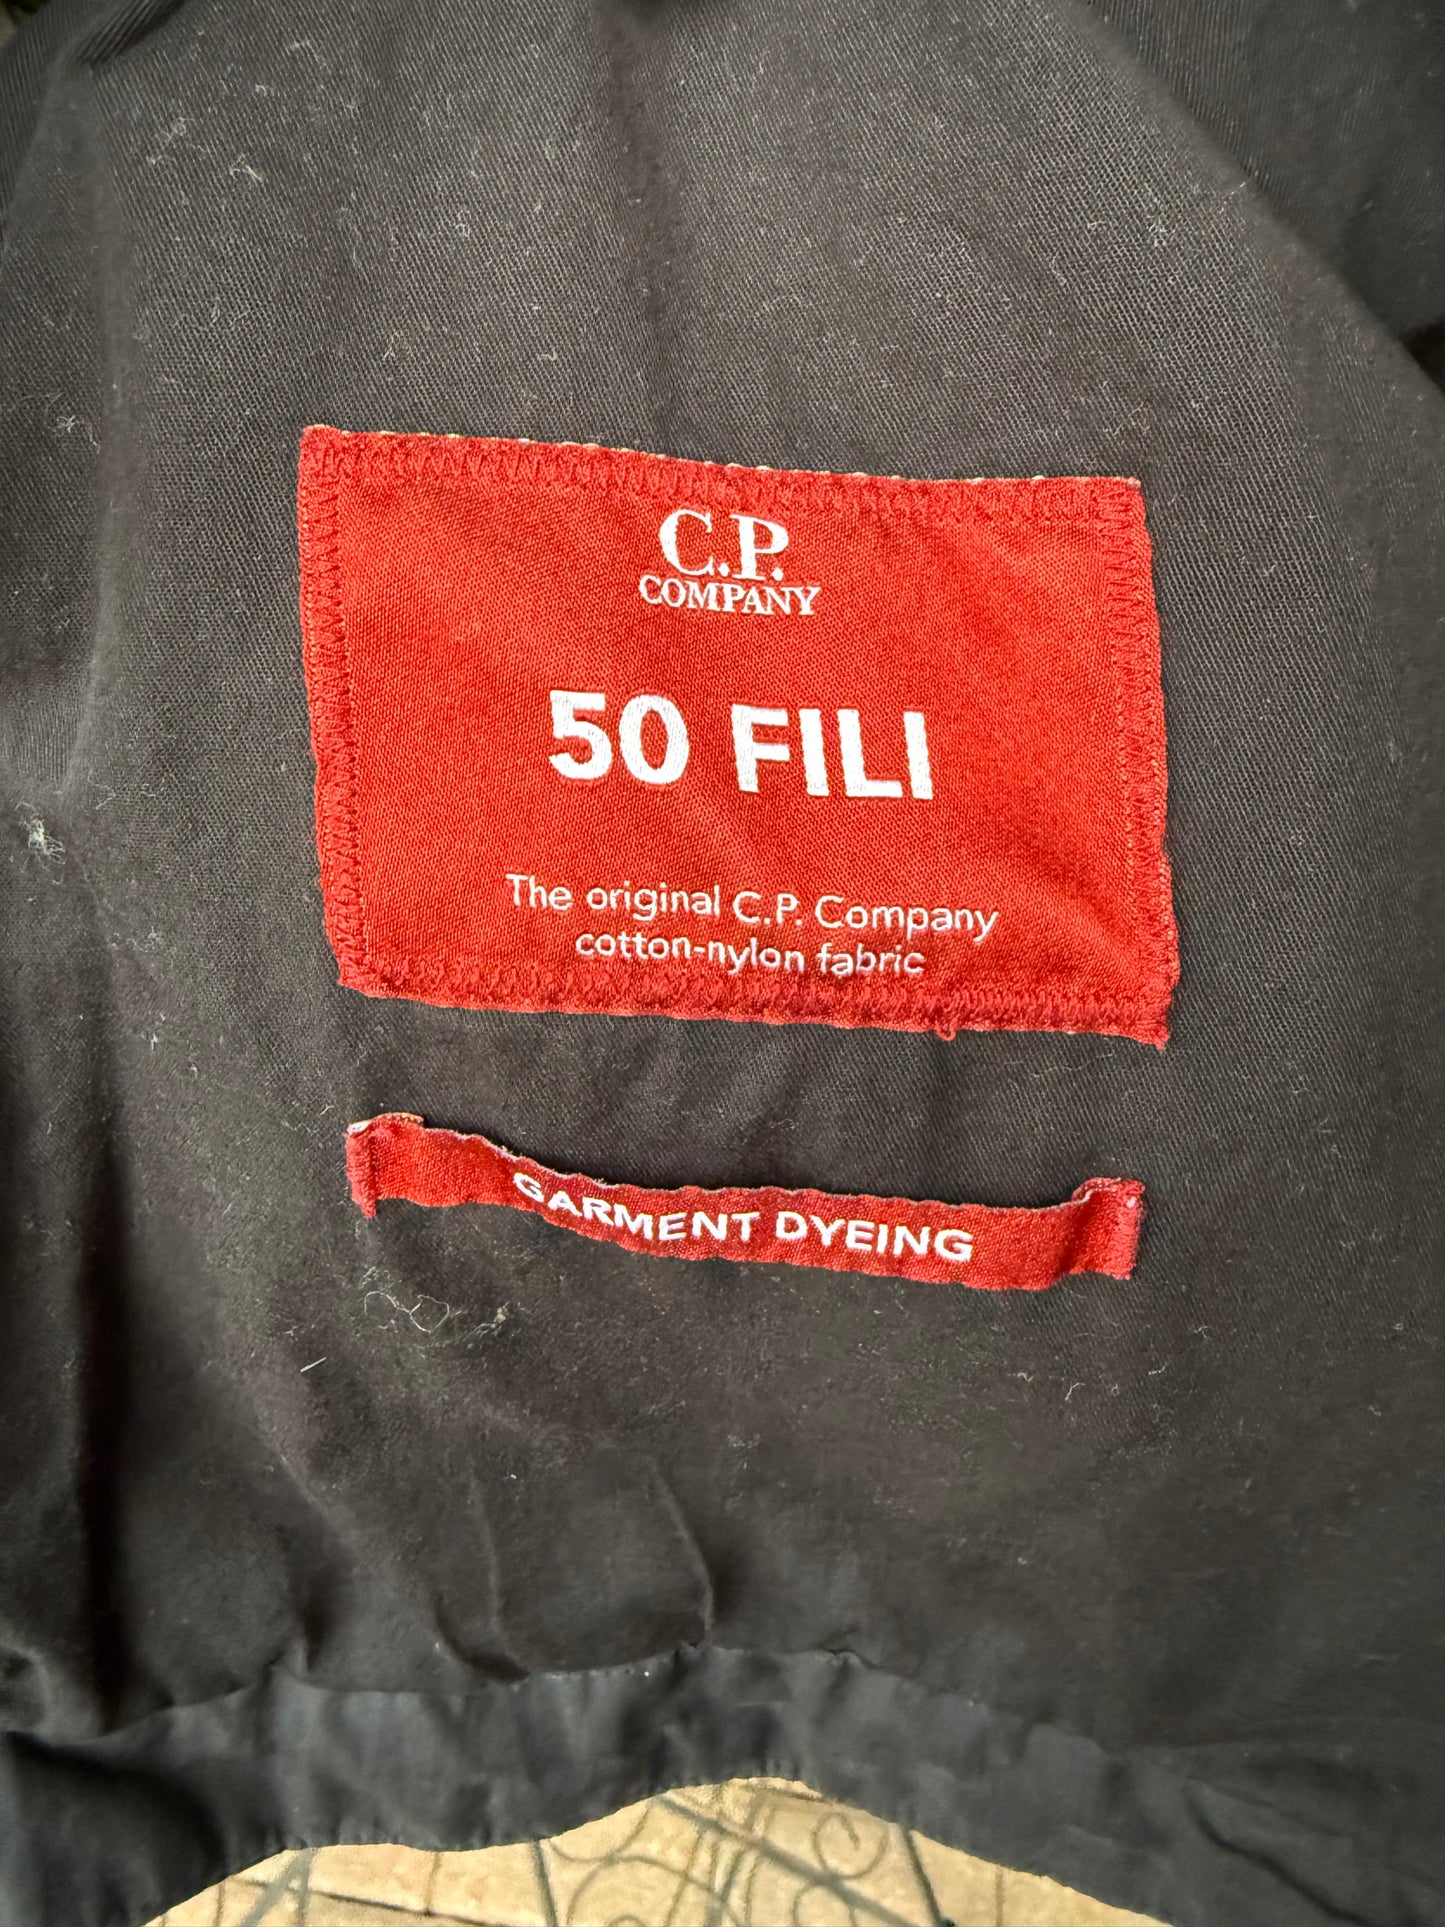 C.P.
COMPANY
50 FILI
The original C.P. Company
cotton-nylon fabric
GARMENT DYEING